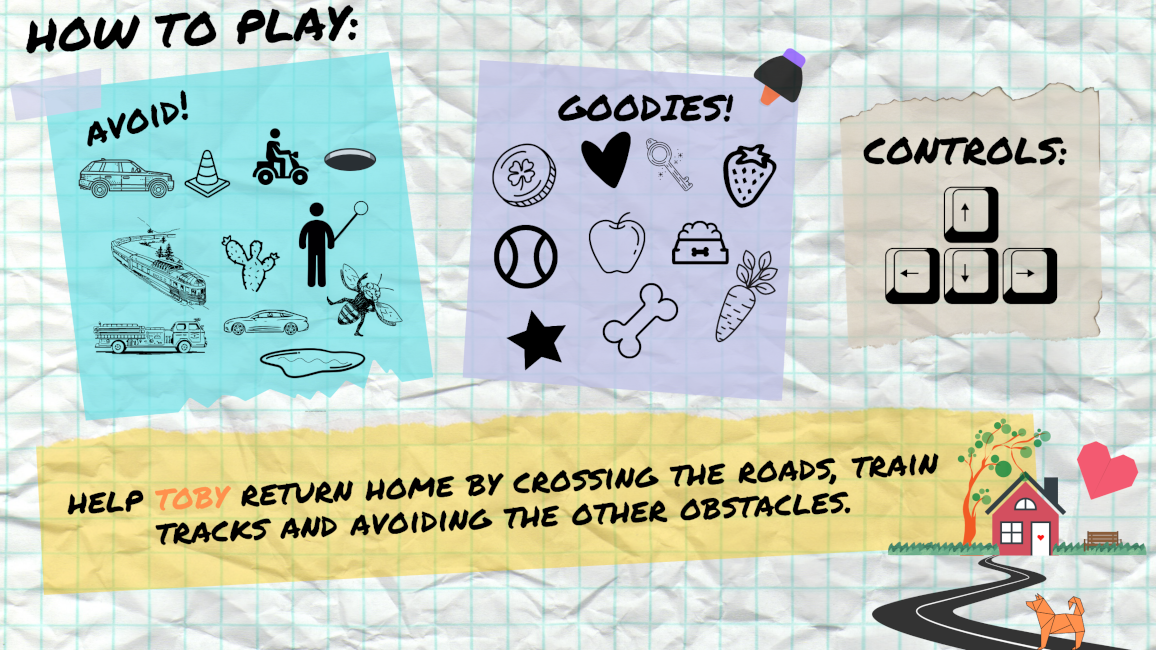 HOW TO PLAY:
AVOID!
GOODIES!
CONTROLS:
↑
← ↓ →
HELP TOBY RETURN HOME BY CROSSING THE ROADS, TRAIN
TRACKS AND AVOIDING THE OTHER OBSTACLES.